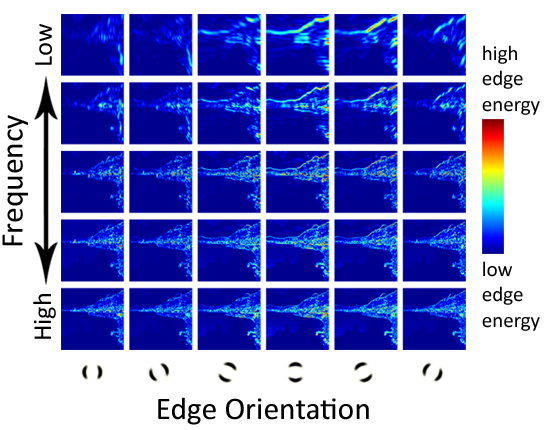 Low
Frequency
High
high
edge
energy
low
edge
energy
Edge Orientation